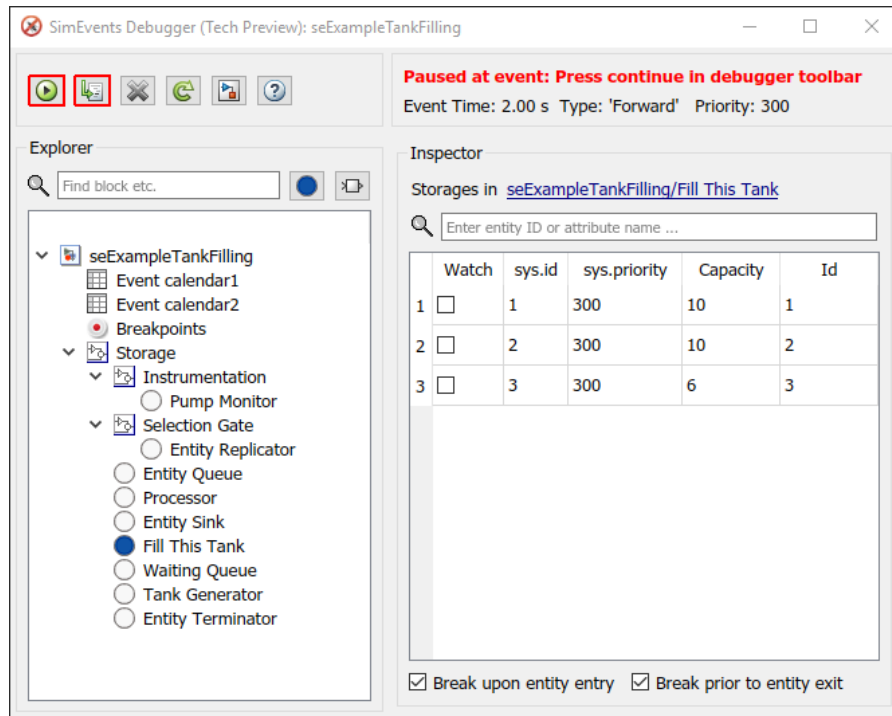 SimEvents Debugger (Tech Preview): seExampleTankFilling
Paused at event: Press continue in debugger toolbar
Event Time: 2.00 s Type: 'Forward' Priority: 300
Explorer
Find block etc.
seExampleTankFilling
Event calendar1
Event calendar2
Breakpoints
Storage
Instrumentation
Pump Monitor
Selection Gate
Entity Replicator
Entity Queue
Processor
Entity Sink
Fill This Tank
Waiting Queue
Tank Generator
Entity Terminator
Inspector
Storages in seExampleTankFilling/Fill This Tank
Enter entity ID or attribute name ...
Watch sys.id sys.priority Capacity Id
1 1 300 10 1
2 2 300 10 2
3 3 300 6 3
Break upon entity entry Break prior to entity exit